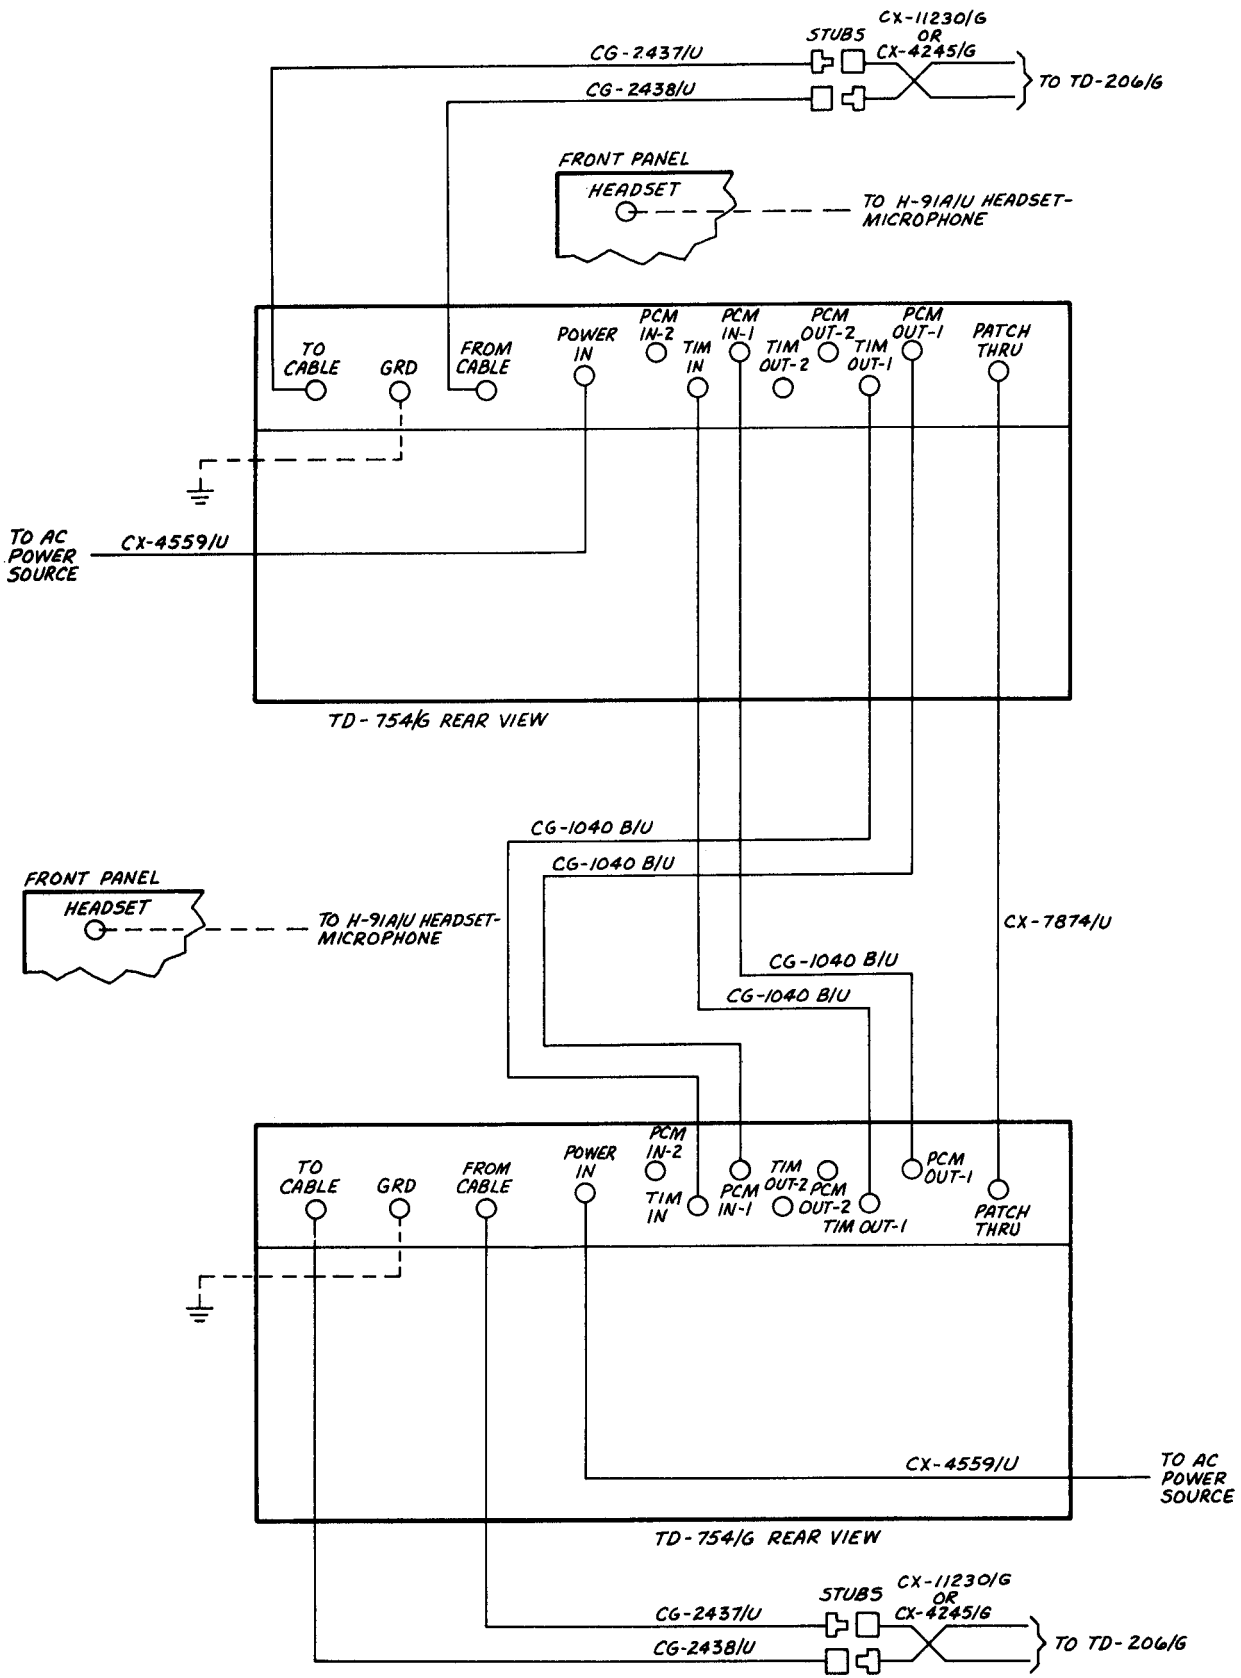 CX-11230/G
OR
CX-4245/G
STUBS
CG-2437/U
CG-2438/U
TO TD-206/G
FRONT PANEL
HEADSET
TO H-91A/U HEADSET-
MICROPHONE
TO
CABLE
GRD
FROM
CABLE
POWER
IN
PCM
IN-2
TIM
IN
PCM
IN-1
TIM
OUT-2
PCM
OUT-2
TIM
OUT-1
PCM
OUT-1
PATCH
THRU
TO AC
POWER
SOURCE
CX-4559/U
TD-754/G REAR VIEW
CG-1040 B/U
CG-1040 B/U
FRONT PANEL
HEADSET
TO H-91A/U HEADSET-
MICROPHONE
CX-7874/U
CG-1040 B/U
CG-1040 B/U
TO
CABLE
GRD
FROM
CABLE
POWER
IN
PCM
IN-2
TIM
IN
PCM
IN-1
TIM
OUT-2
PCM
OUT-2
TIM OUT-1
PCM
OUT-1
PATCH
THRU
CX-4559/U
TO AC
POWER
SOURCE
TD-754/G REAR VIEW
STUBS
CX-11230/G
OR
CX-4245/G
CG-2437/U
CG-2438/U
TO TD-206/G